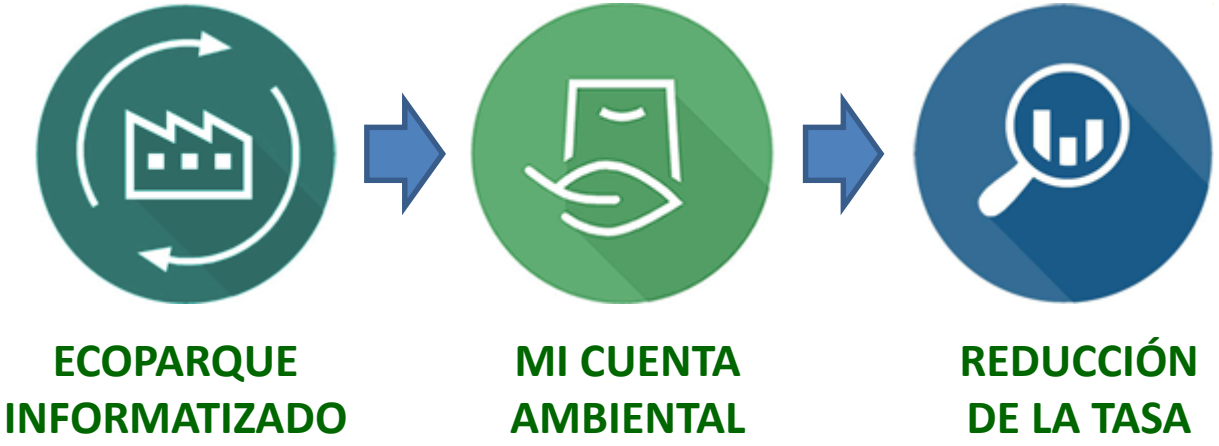 ECOPARQUE
INFORMATIZADO
MI CUENTA
AMBIENTAL
REDUCCIÓN
DE LA TASA